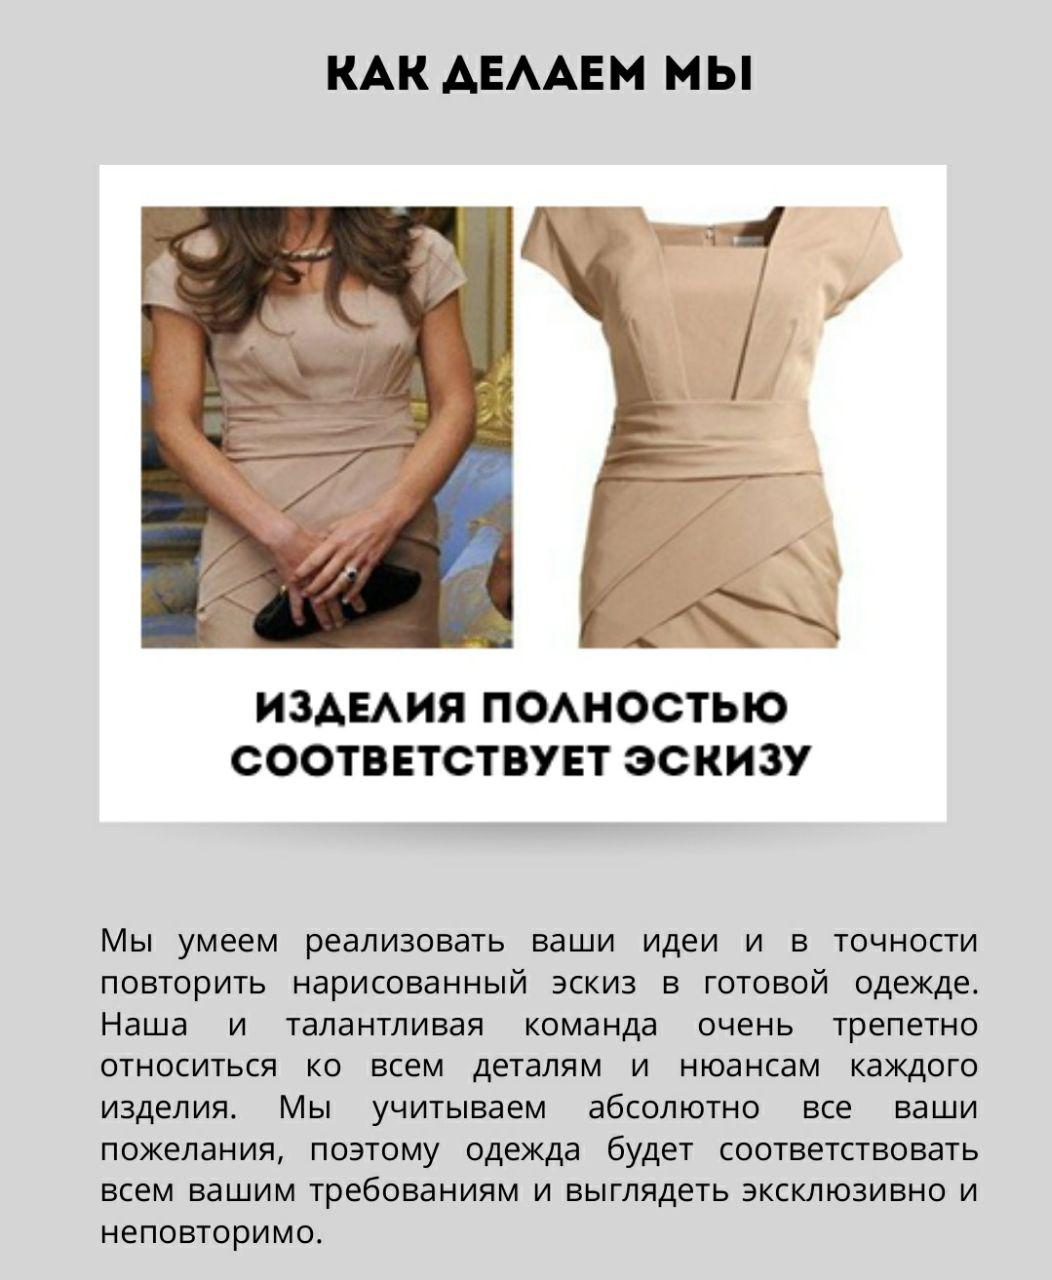 КАК ДЕЛАЕМ МЫ
ИЗДЕЛИЯ ПОЛНОСТЬЮ
СООТВЕТСТВУЕТ ЭСКИЗУ
Мы умеем реализовать ваши идеи и в точности
повторить нарисованный эскиз в готовой одежде.
Наша и талантливая команда очень трепетно
относиться ко всем деталям и нюансам каждого
изделия. Мы учитываем абсолютно все ваши
пожелания, поэтому одежда будет соответствовать
всем вашим требованиям и выглядеть эксклюзивно и
неповторимо.